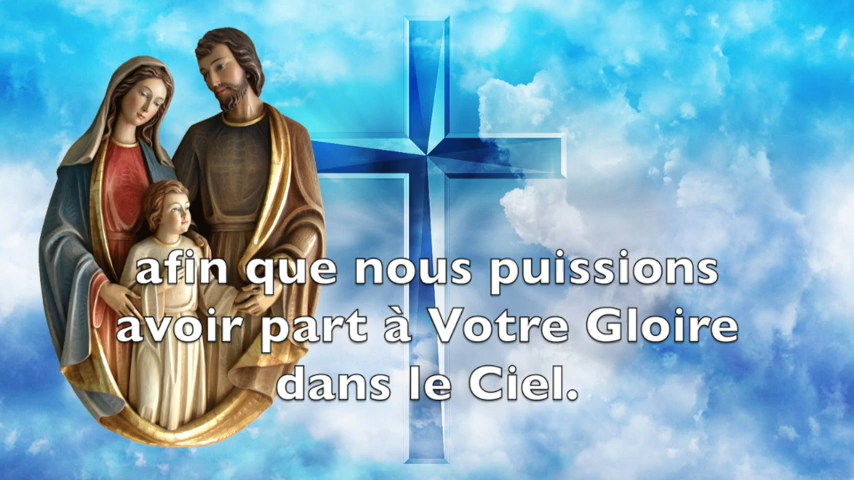 afin que nous puissions
avoir part à Votre Gloire
dans le Ciel.